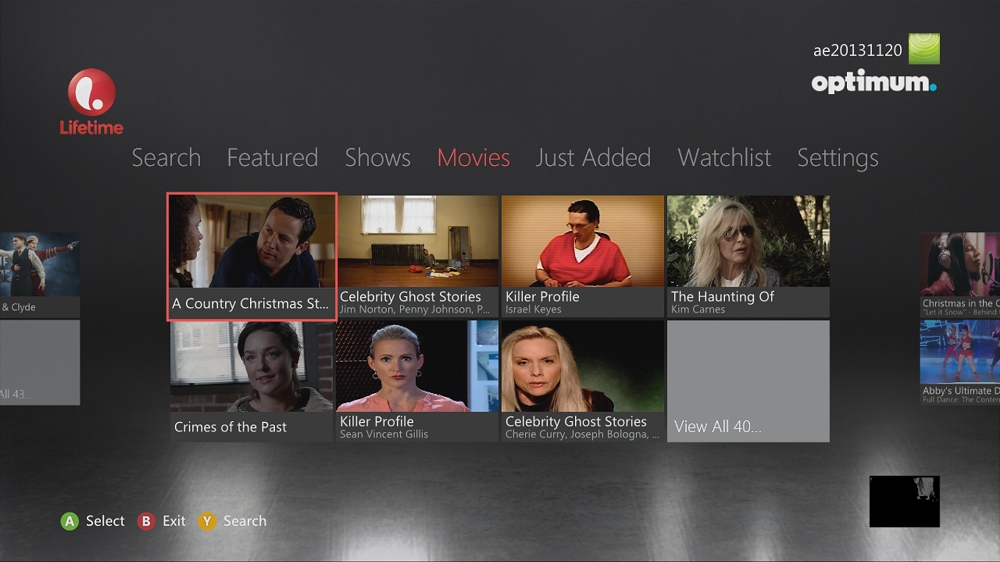 ae20131120
optimum.
Lifetime
Search Featured Shows Movies Just Added Watchlist Settings
& Clyde
All 43...
A Country Christmas St...
Celebrity Ghost Stories
Jim Norton, Penny Johnson, P...
Killer Profile
Israel Keyes
The Haunting Of
Kim Carnes
Christmas in the C
"Let it Snow" - Behind
Crimes of the Past
Killer Profile
Sean Vincent Gillis
Celebrity Ghost Stories
Cherie Curry, Joseph Bologna, ...
View All 40...
Abby's Ultimate D
Full Dance: The Conten
A Select B Exit Y Search